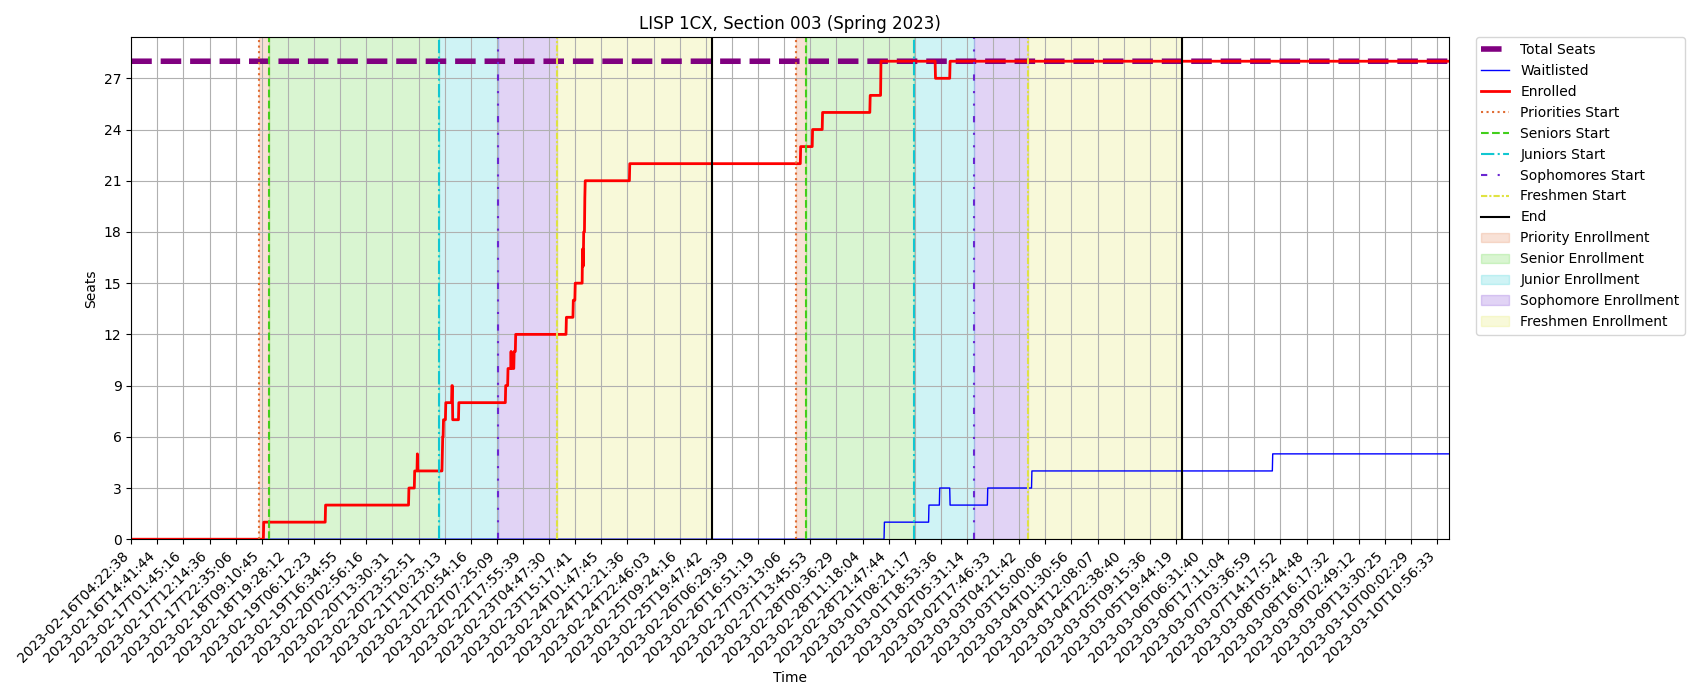 LISP 1CX, Section 003 (Spring 2023)
Seats
27
24
21
18
15
12
9
6
3
0
2023-02-16T04:22:38
2023-02-16T14:41:44
2023-02-17T01:45:16
2023-02-17T12:14:36
2023-02-17T22:35:06
2023-02-18T09:10:45
2023-02-18T19:28:12
2023-02-19T06:12:23
2023-02-19T16:34:55
2023-02-20T02:56:16
2023-02-20T13:30:31
2023-02-20T23:52:51
2023-02-21T10:23:13
2023-02-21T20:54:16
2023-02-22T07:25:09
2023-02-22T17:55:39
2023-02-23T04:47:30
2023-02-23T15:17:41
2023-02-24T01:47:45
2023-02-24T12:21:36
2023-02-24T22:46:03
2023-02-25T09:24:16
2023-02-25T19:47:42
2023-02-26T06:29:39
2023-02-26T16:51:19
2023-02-27T03:13:06
2023-02-27T13:45:53
2023-02-28T00:36:29
2023-02-28T11:18:04
2023-02-28T21:47:44
2023-03-01T08:21:17
2023-03-01T18:53:36
2023-03-02T05:31:14
2023-03-02T17:46:33
2023-03-03T04:21:42
2023-03-03T15:00:06
2023-03-04T01:30:56
2023-03-04T12:08:07
2023-03-04T22:38:40
2023-03-05T09:15:36
2023-03-05T19:44:19
2023-03-06T06:31:40
2023-03-06T17:11:04
2023-03-07T03:36:59
2023-03-07T14:17:52
2023-03-08T05:44:48
2023-03-08T16:17:32
2023-03-09T02:49:12
2023-03-09T13:30:25
2023-03-10T00:02:29
2023-03-10T10:56:33
Time
Total Seats
Waitlisted
Enrolled
Priorities Start
Seniors Start
Juniors Start
Sophomores Start
Freshmen Start
End
Priority Enrollment
Senior Enrollment
Junior Enrollment
Sophomore Enrollment
Freshmen Enrollment